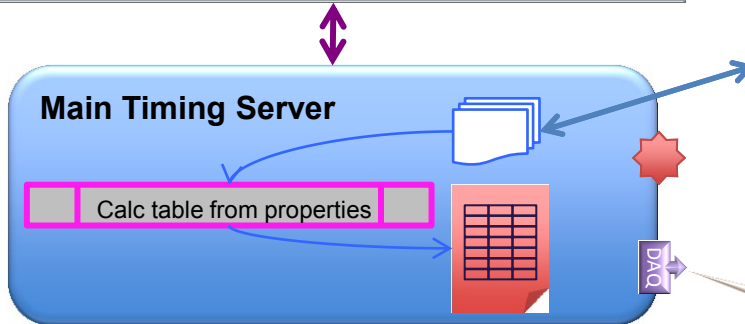 Main Timing Server
Calc table from properties
DAQ